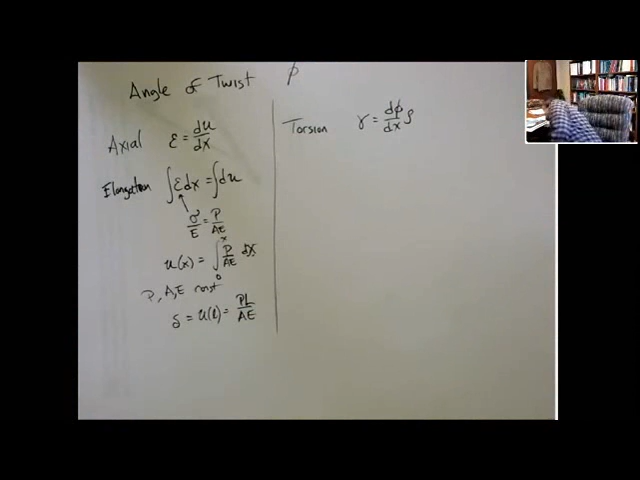 Angle of Twist φ
Axial ε = du/dx
Elongation ∫εdx = ∫du
σ/E = P/AE
u(x) = ∫₀ˣ P/AE dx
P, A, E const
δ = u(l) = PL/AE
Torsion γ = dφ/dx ρ